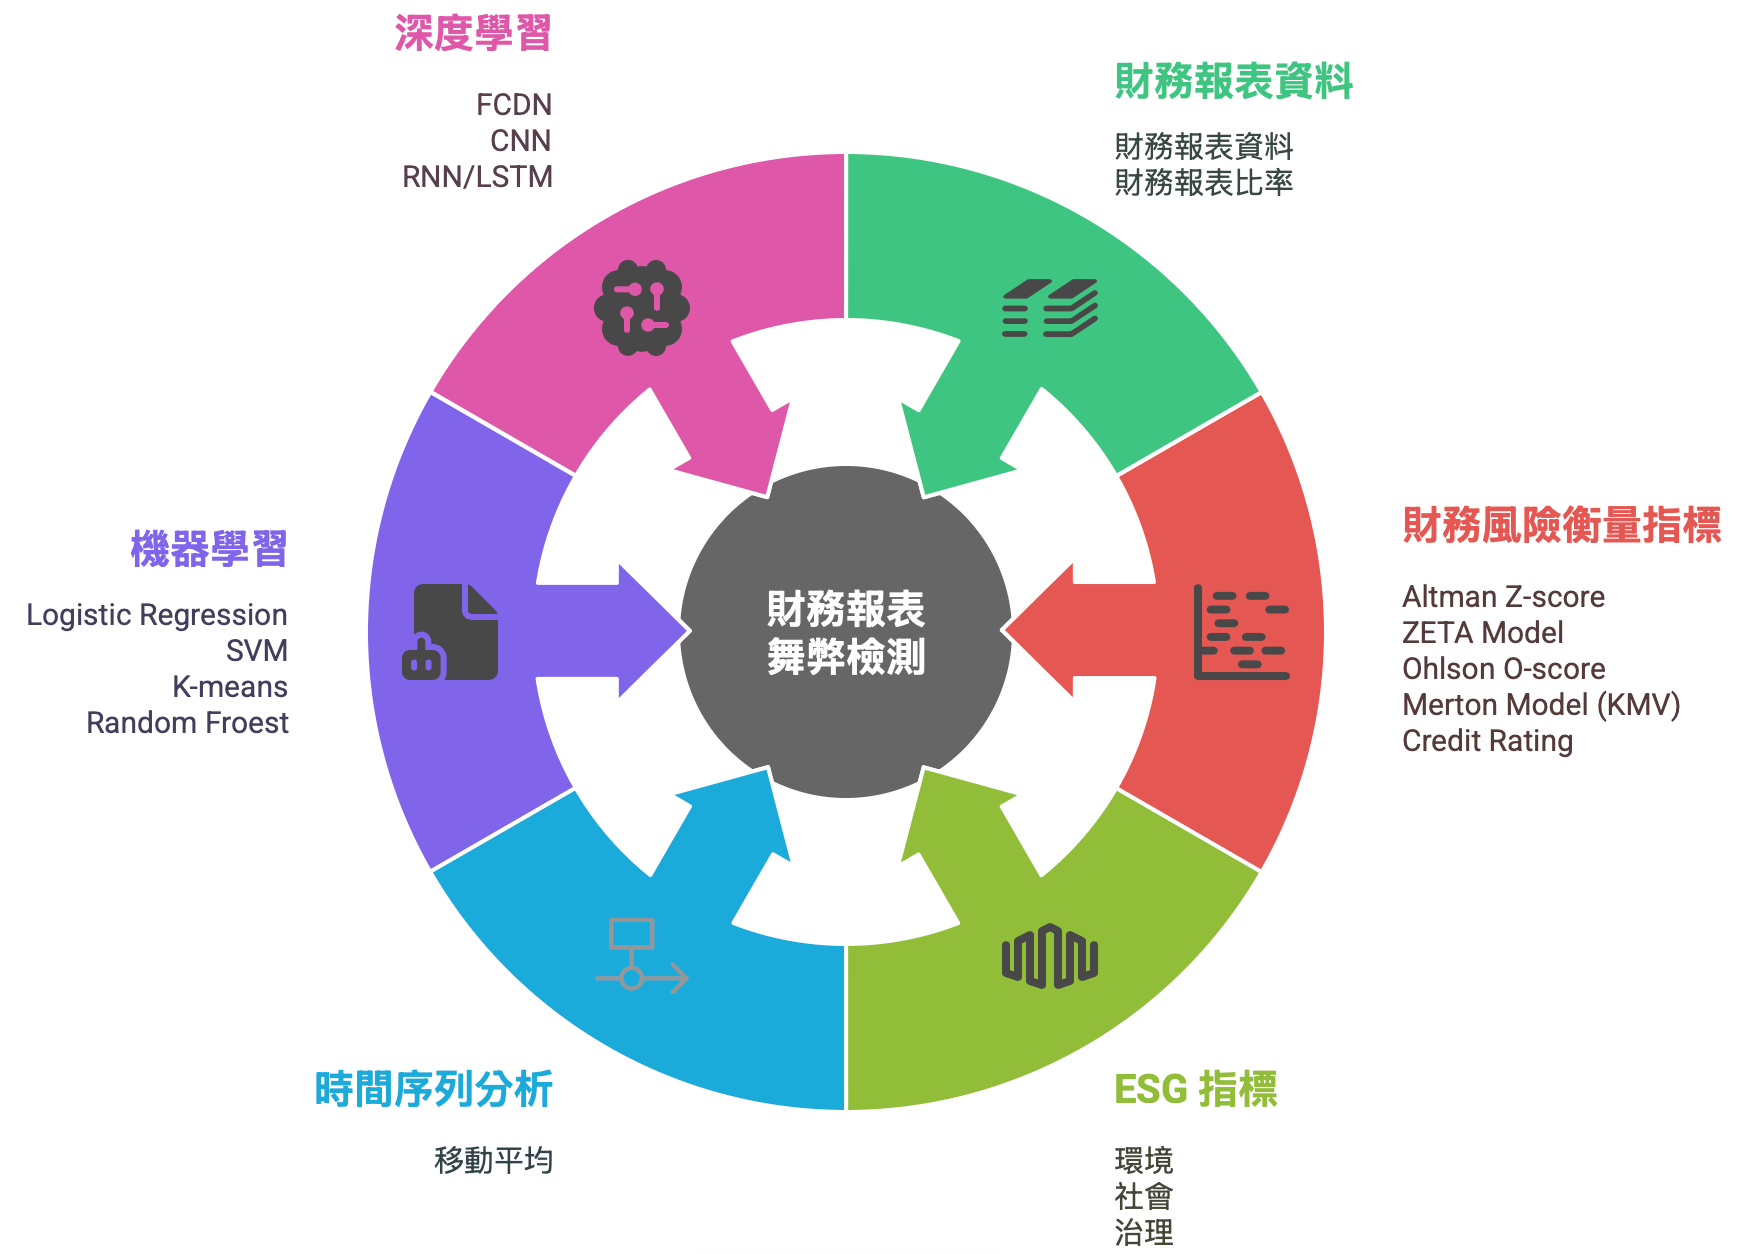 深度學習
FCDN
CNN
RNN/LSTM
財務報表資料
財務報表資料
財務報表比率
機器學習
Logistic Regression
SVM
K-means
Random Froest
財務報表
舞弊檢測
財務風險衡量指標
Altman Z-score
ZETA Model
Ohlson O-score
Merton Model (KMV)
Credit Rating
時間序列分析
移動平均
ESG 指標
環境
社會
治理